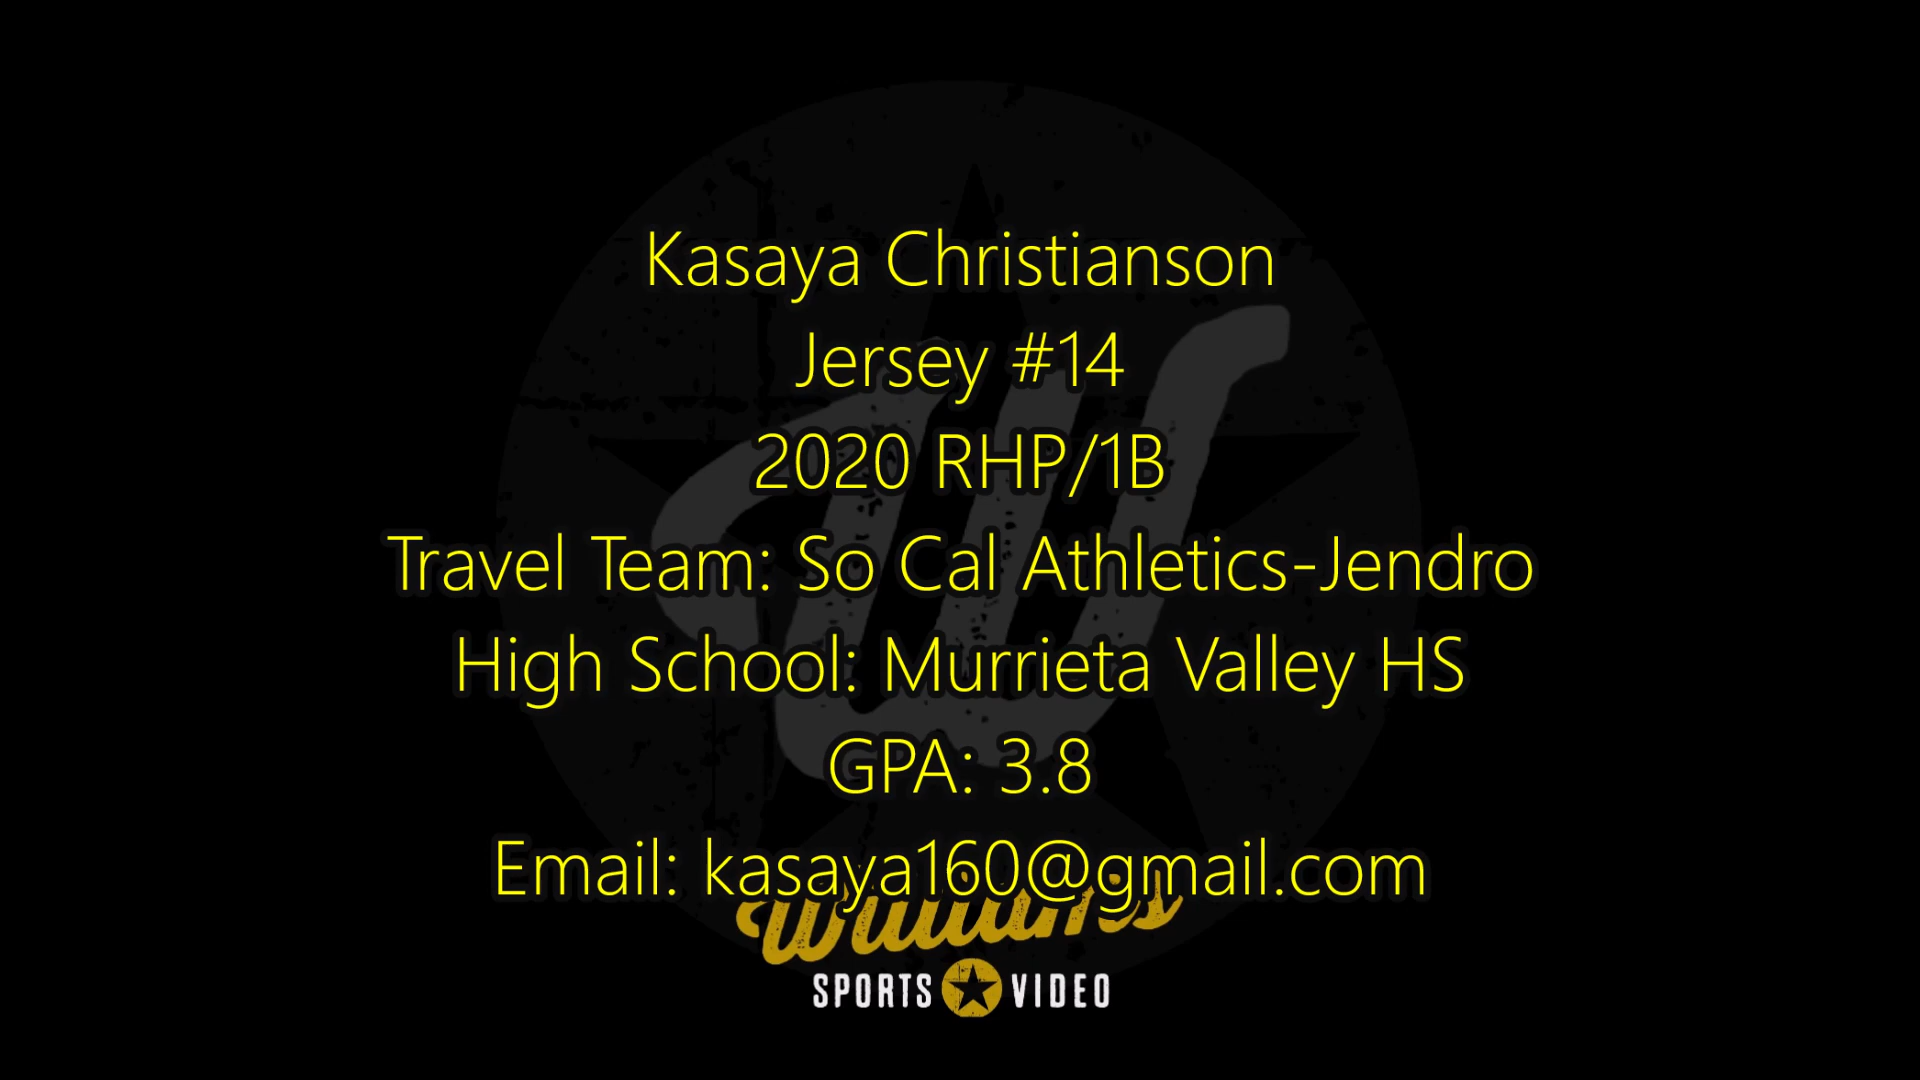 Kasaya Christianson
Jersey #14
2020 RHP/1B
Travel Team: So Cal Athletics-Jendro
High School: Murrieta Valley HS
GPA: 3.8
Email: kasaya160@gmail.com
Williams
SPORTS VIDEO